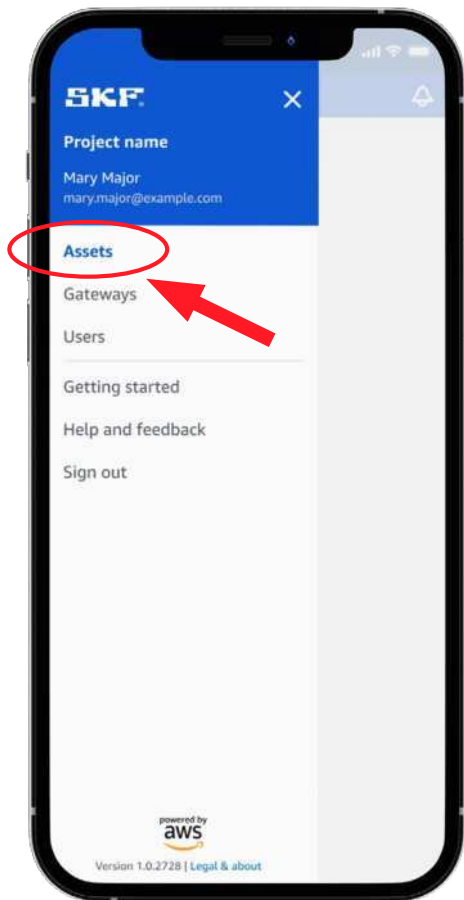 SKF.
Project name
Mary Major
mary.major@example.com
Assets
Gateways
Users
Getting started
Help and feedback
Sign out
powered by
aws
Version 1.0.2728 | Legal & about